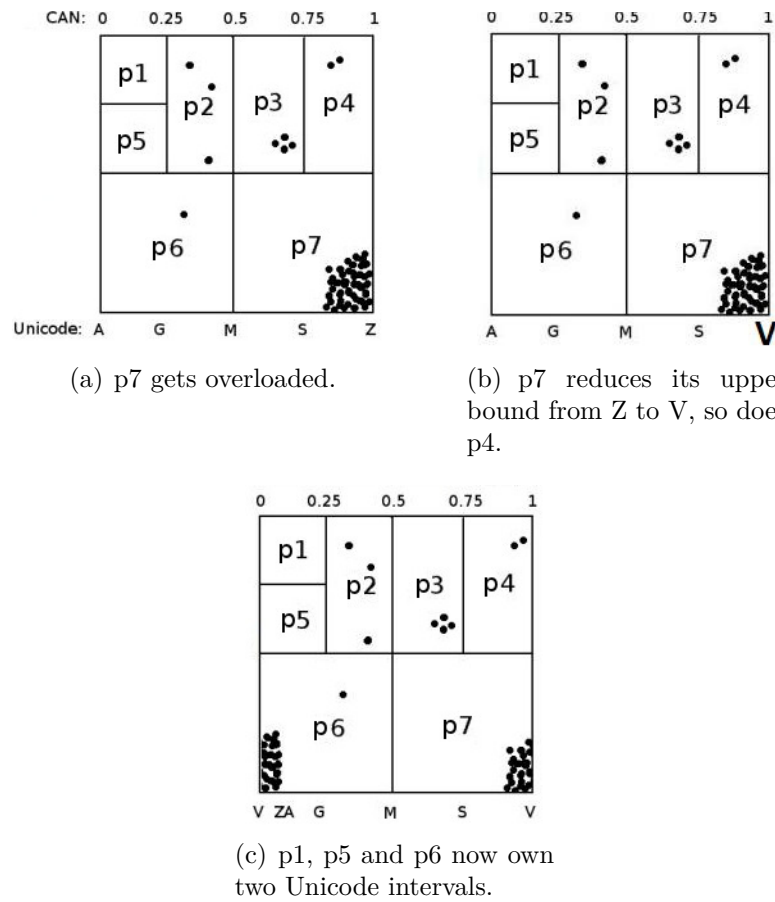 CAN: 0 0.25 0.5 0.75 1
p1 p2 p3 p4
p5
p6 p7
Unicode: A G M S Z
(a) p7 gets overloaded.
0 0.25 0.5 0.75 1
p1 p2 p3 p4
p5
p6 p7
A G M S V
(b) p7 reduces its uppe
bound from Z to V, so doe
p4.
0 0.25 0.5 0.75 1
p1 p2 p3 p4
p5
p6 p7
V ZA G M S V
(c) p1, p5 and p6 now own
two Unicode intervals.